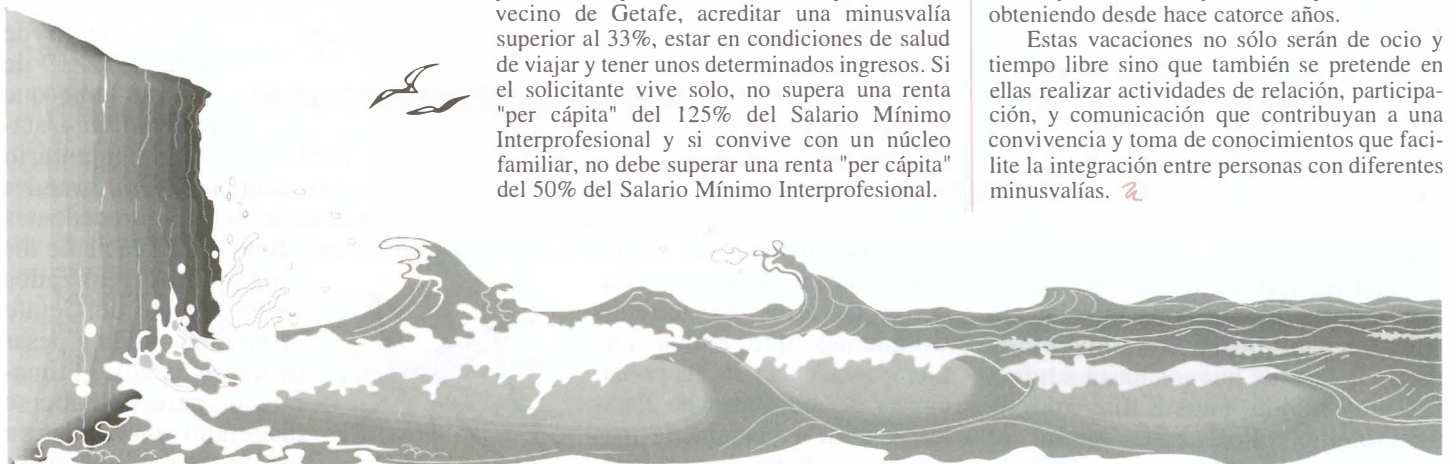 vecino de Getafe, acreditar una minusvalía
superior al 33%, estar en condiciones de salud
de viajar y tener unos determinados ingresos. Si
el solicitante vive solo, no supera una renta
"per cápita" del 125% del Salario Mínimo
Interprofesional y si convive con un núcleo
familiar, no debe superar una renta "per cápita"
del 50% del Salario Mínimo Interprofesional.
obteniendo desde hace catorce años.
Estas vacaciones no sólo serán de ocio y
tiempo libre sino que también se pretende en
ellas realizar actividades de relación, participa-
ción, y comunicación que contribuyan a una
convivencia y toma de conocimientos que faci-
lite la integración entre personas con diferentes
minusvalías.